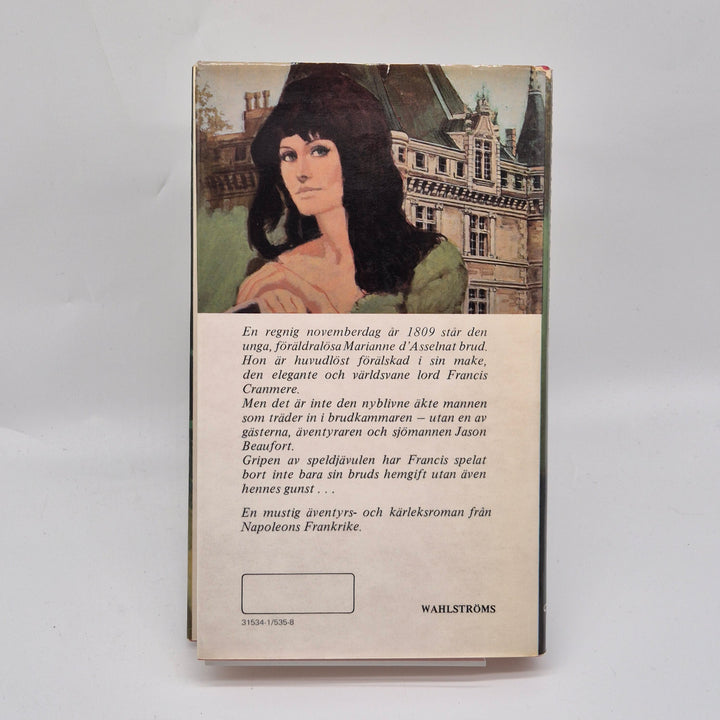 En regnig novemberdag år 1809 står den
unga, föräldralösa Marianne d'Asselnat brud.
Hon är huvudlöst förälskad i sin make,
den elegante och världsvane lord Francis
Cranmere.
Men det är inte den nyblivne äkte mannen
som träder in i brudkammaren – utan en av
gästerna, äventyraren och sjömannen Jason
Beaufort.
Gripen av speldjävulen har Francis spelat
bort inte bara sin bruds hemgift utan även
hennes gunst . . .
En mustig äventyrs- och kärleksroman från
Napoleons Frankrike.
WAHLSTRÖMS
31534-1/535-8